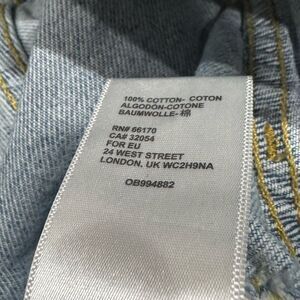 100% COTTON- COTON
ALGODÓN-COTONE
BAUMWOLLE-棉
RN# 66170
CA# 32054
FOR EU
24 WEST STREET
LONDON, UK WC2H9NA
OB994882